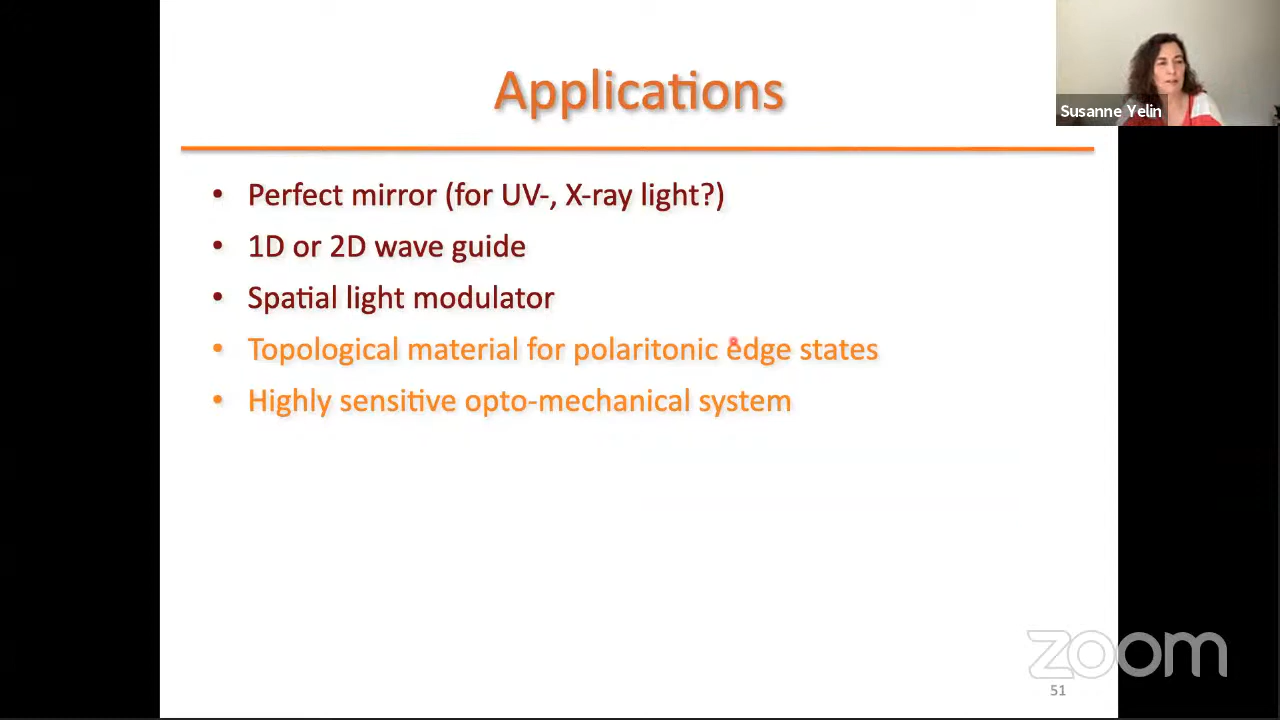 Applications
Susanne Yelin
• Perfect mirror (for UV-, X-ray light?)
• 1D or 2D wave guide
• Spatial light modulator
• Topological material for polaritonic edge states
• Highly sensitive opto-mechanical system
zoom
51